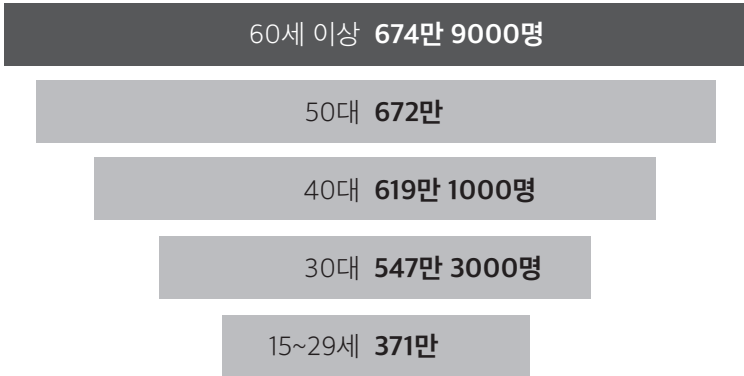 60세 이상 674만 9000명
50대 672만
40대 619만 1000명
30대 547만 3000명
15~29세 371만